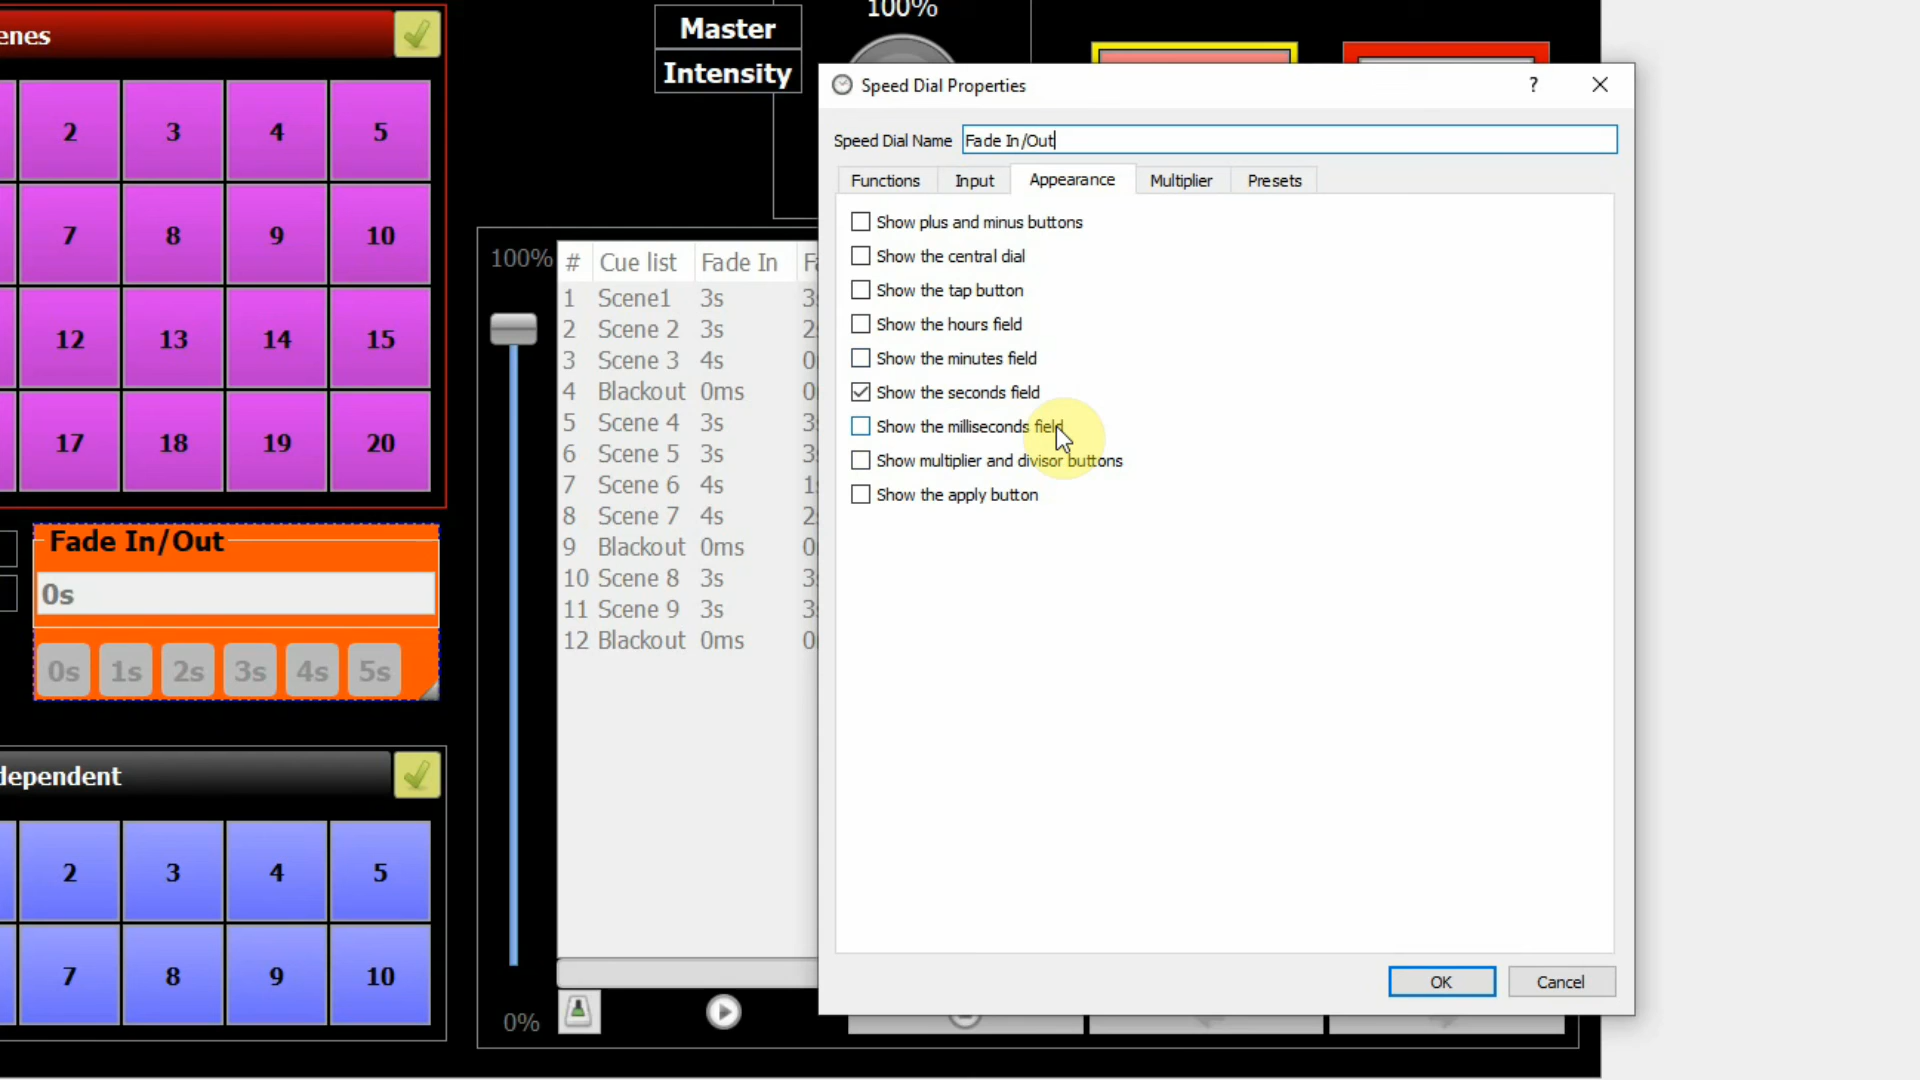 enes
2 3 4 5
7 8 9 10
12 13 14 15
17 18 19 20
Fade In/Out
0s
0s 1s 2s 3s 4s 5s
dependent
2 3 4 5
7 8 9 10
Master
Intensity
100%
100%
0%
# Cue list Fade In
1 Scene1 3s
2 Scene 2 3s
3 Scene 3 4s
4 Blackout 0ms
5 Scene 4 3s
6 Scene 5 3s
7 Scene 6 4s
8 Scene 7 4s
9 Blackout 0ms
10 Scene 8 3s
11 Scene 9 3s
12 Blackout 0ms
Speed Dial Properties
?
Speed Dial Name Fade In/Out
Functions Input Appearance Multiplier Presets
Show plus and minus buttons
Show the central dial
Show the tap button
Show the hours field
Show the minutes field
Show the seconds field
Show the milliseconds field
Show multiplier and divisor buttons
Show the apply button
OK Cancel